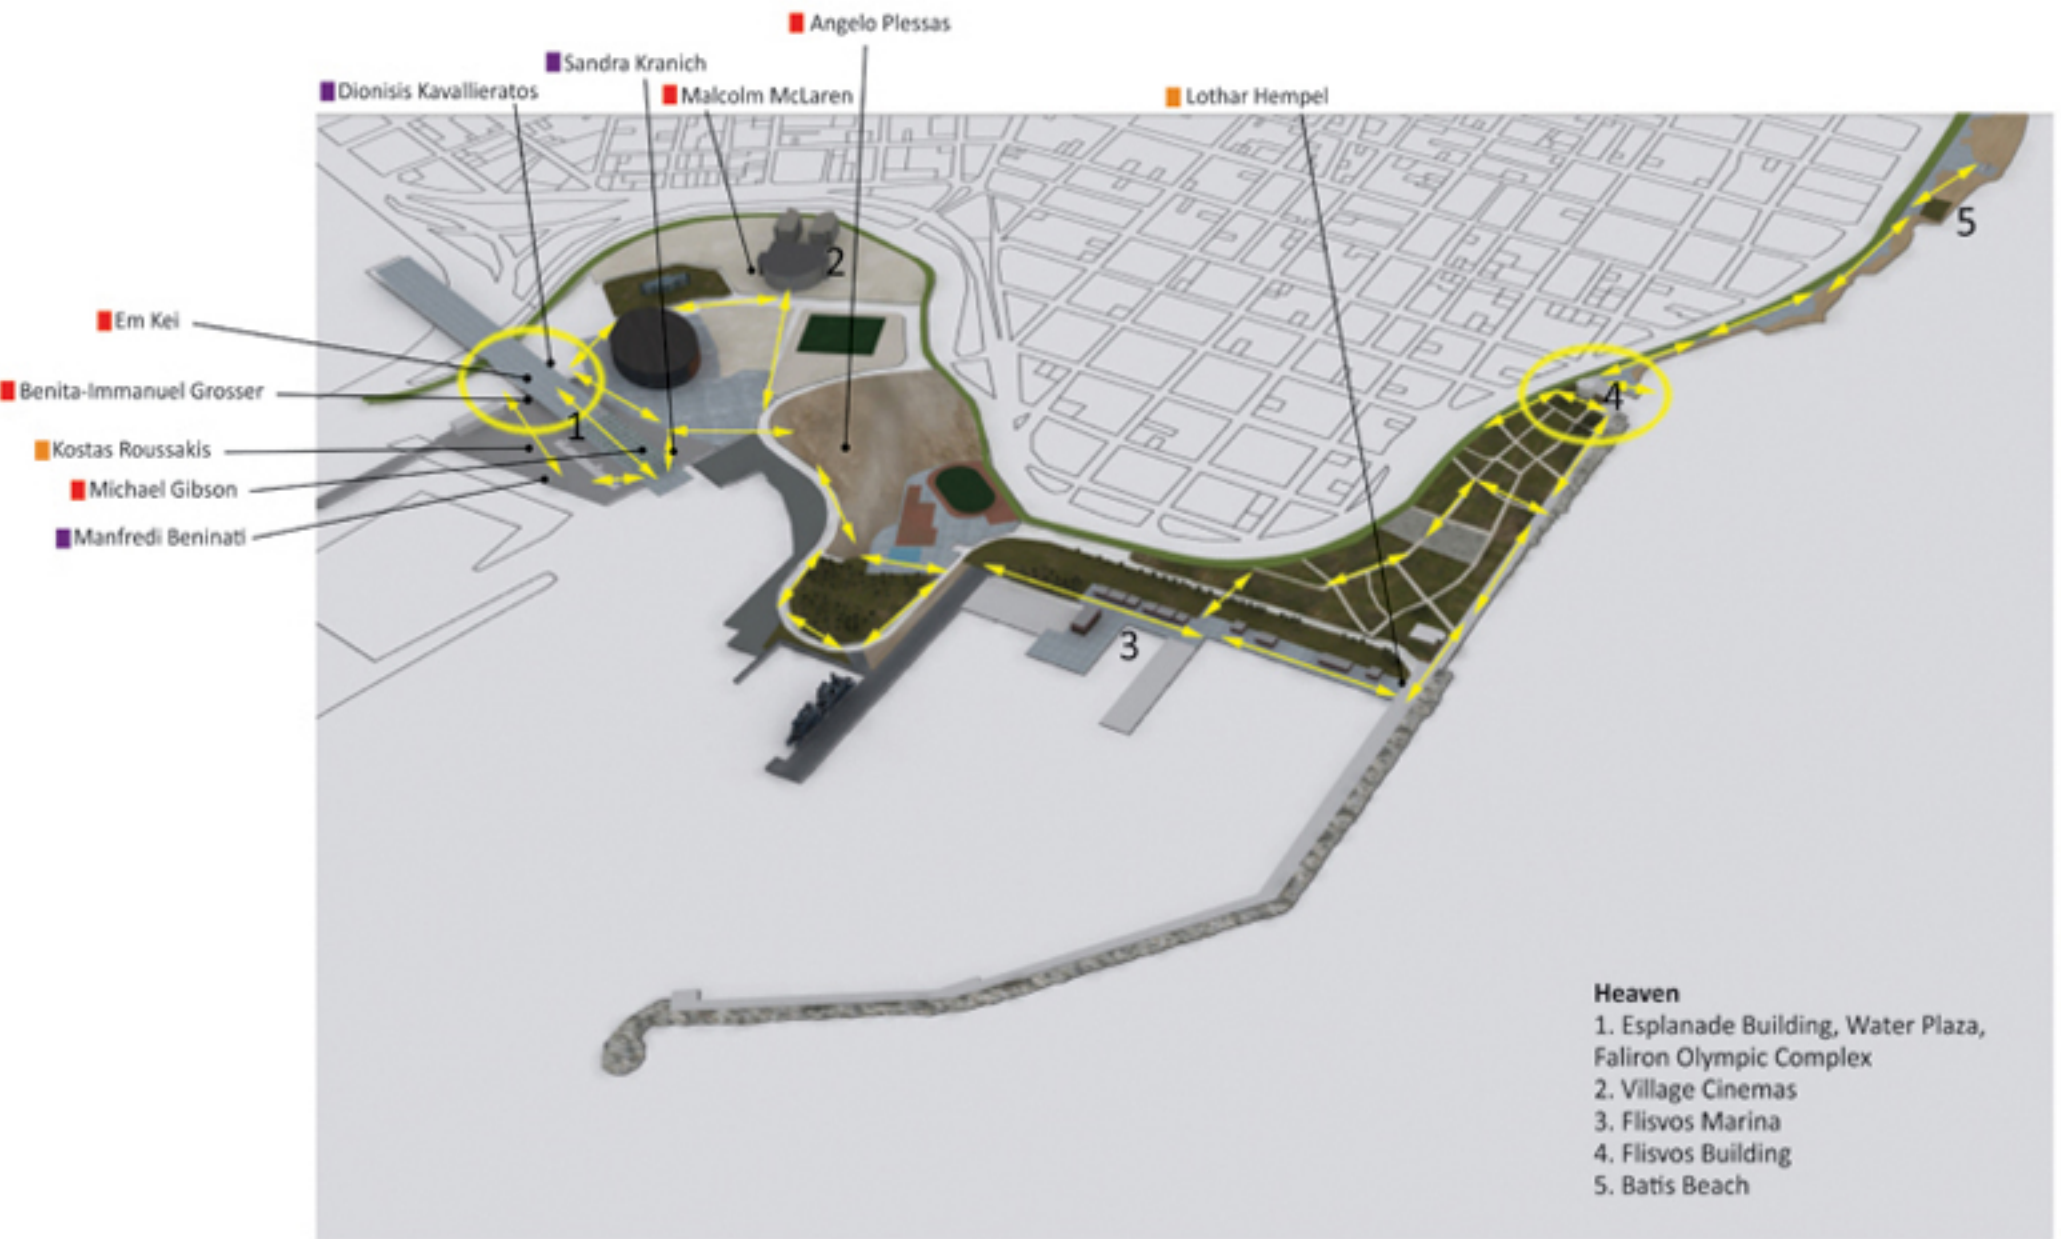 Angelo Plessas
Sandra Kranich
Dionisis Kavallieratos
Malcolm McLaren
Lothar Hempel
2
5
Em Kei
Benita-Immanuel Grosser
4
1
Kostas Roussakis
Michael Gibson
Manfredi Beninati
3
Heaven
1. Esplanade Building, Water Plaza,
Faliron Olympic Complex
2. Village Cinemas
3. Flisvos Marina
4. Flisvos Building
5. Batis Beach